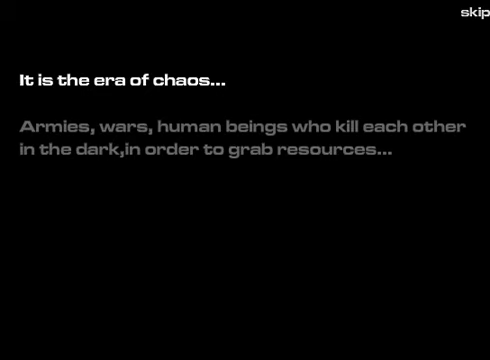 skip
It is the era of chaos...
Armies, wars, human beings who kill each other
in the dark,in order to grab resources...